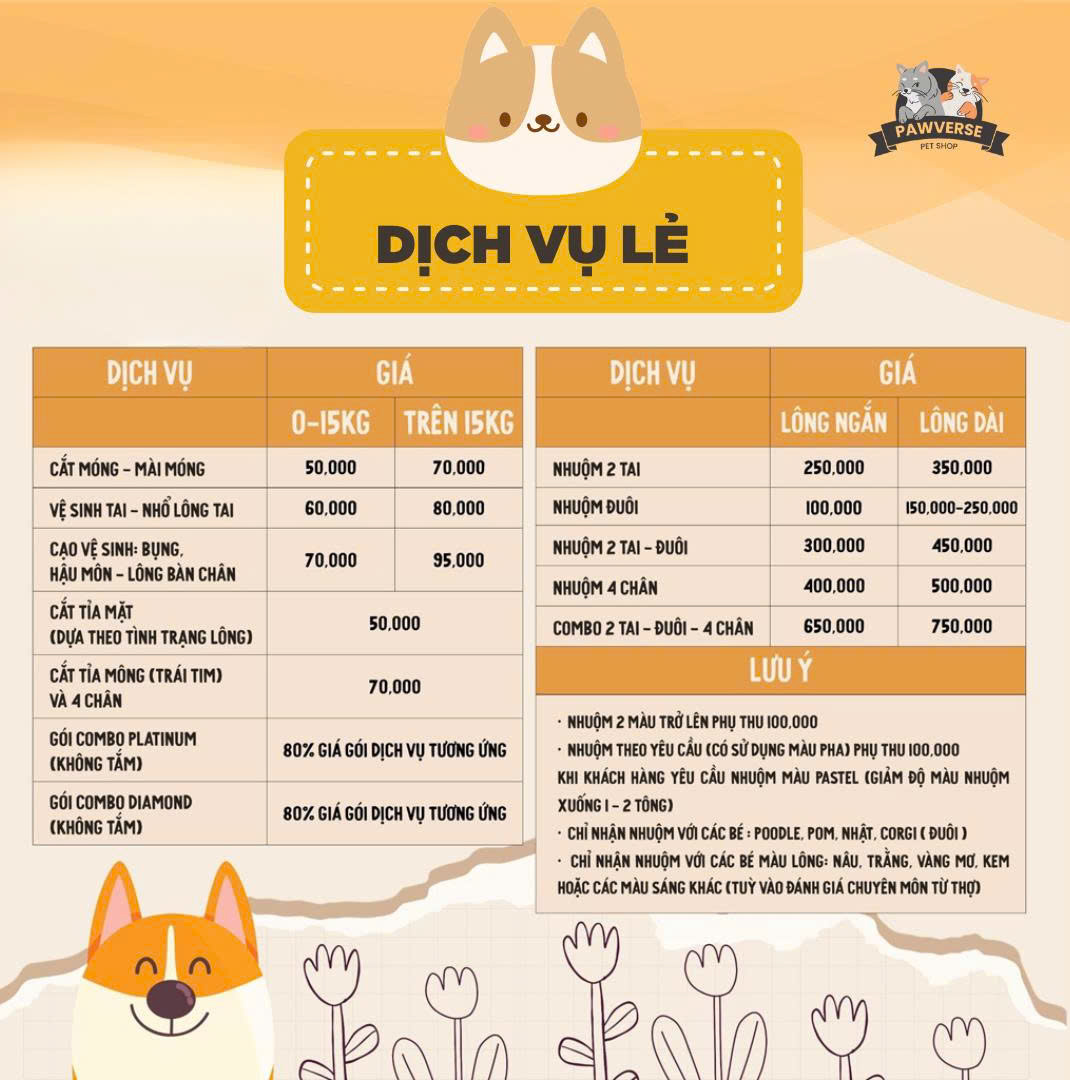 PAWVERSE
PET SHOP
DỊCH VỤ LẺ
DỊCH VỤ GIÁ
0-15KG TRÊN 15KG
CẮT MÓNG - MÀI MÓNG 50,000 70,000
VỆ SINH TAI - NHỔ LÔNG TAI 60,000 80,000
CẠO VỆ SINH: BỤNG,
HẬU MÔN - LÔNG BÀN CHÂN 70,000 95,000
CẮT TỈA MẶT
(DỰA THEO TÌNH TRẠNG LÔNG) 50,000
CẮT TỈA MÔNG (TRÁI TIM)
VÀ 4 CHÂN 70,000
GÓI COMBO PLATINUM
(KHÔNG TẮM) 80% GIÁ GÓI DỊCH VỤ TƯƠNG ỨNG
GÓI COMBO DIAMOND
(KHÔNG TẮM) 80% GIÁ GÓI DỊCH VỤ TƯƠNG ỨNG
DỊCH VỤ GIÁ
LÔNG NGẮN LÔNG DÀI
NHUỘM 2 TAI 250,000 350,000
NHUỘM ĐUÔI 100,000 150,000-250,000
NHUỘM 2 TAI - ĐUÔI 300,000 450,000
NHUỘM 4 CHÂN 400,000 500,000
COMBO 2 TAI - ĐUÔI - 4 CHÂN 650,000 750,000
LƯU Ý
· NHUỘM 2 MÀU TRỞ LÊN PHỤ THU 100,000
· NHUỘM THEO YÊU CẦU (CÓ SỬ DỤNG MÀU PHA) PHỤ THU 100,000
KHI KHÁCH HÀNG YÊU CẦU NHUỘM MÀU PASTEL (GIẢM ĐỘ MÀU NHUỘM
XUỐNG 1 - 2 TÔNG)
· CHỈ NHẬN NHUỘM VỚI CÁC BÉ : POODLE, POM, NHẬT, CORGI ( ĐUÔI )
· CHỈ NHẬN NHUỘM VỚI CÁC BÉ MÀU LÔNG: NÂU, TRẮNG, VÀNG MƠ, KEM
HOẶC CÁC MÀU SÁNG KHÁC (TUỲ VÀO ĐÁNH GIÁ CHUYÊN MÔN TỪ THỢ)